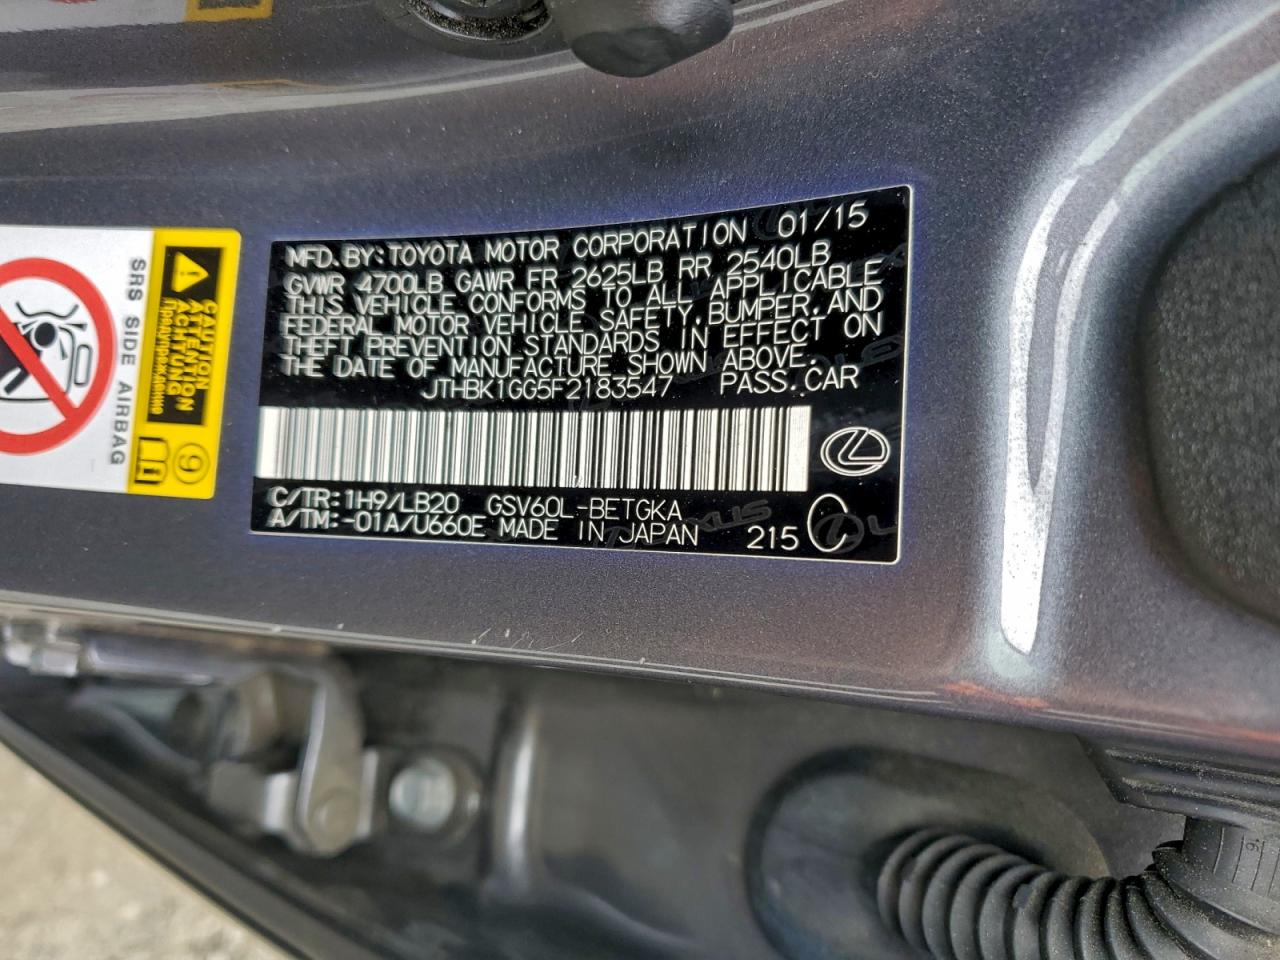 MFD. BY: TOYOTA MOTOR CORPORATION 01/15
GVWR 4700LB GAWR FR 2625LB RR 2540LB
THIS VEHICLE CONFORMS TO ALL APPLICABLE
FEDERAL MOTOR VEHICLE SAFETY, BUMPER, AND
THEFT PREVENTION STANDARDS IN EFFECT ON
THE DATE OF MANUFACTURE SHOWN ABOVE.
JTHBK1GG5F2183547 PASS. CAR
C/TR: 1H9/LB20 GSV60L-BETGKA
A/TM: -01A/U660E MADE IN JAPAN 215 C
CAUTION
ATTENTION
ACHTUNG
Предупреждение
SRS SIDE AIRBAG
9